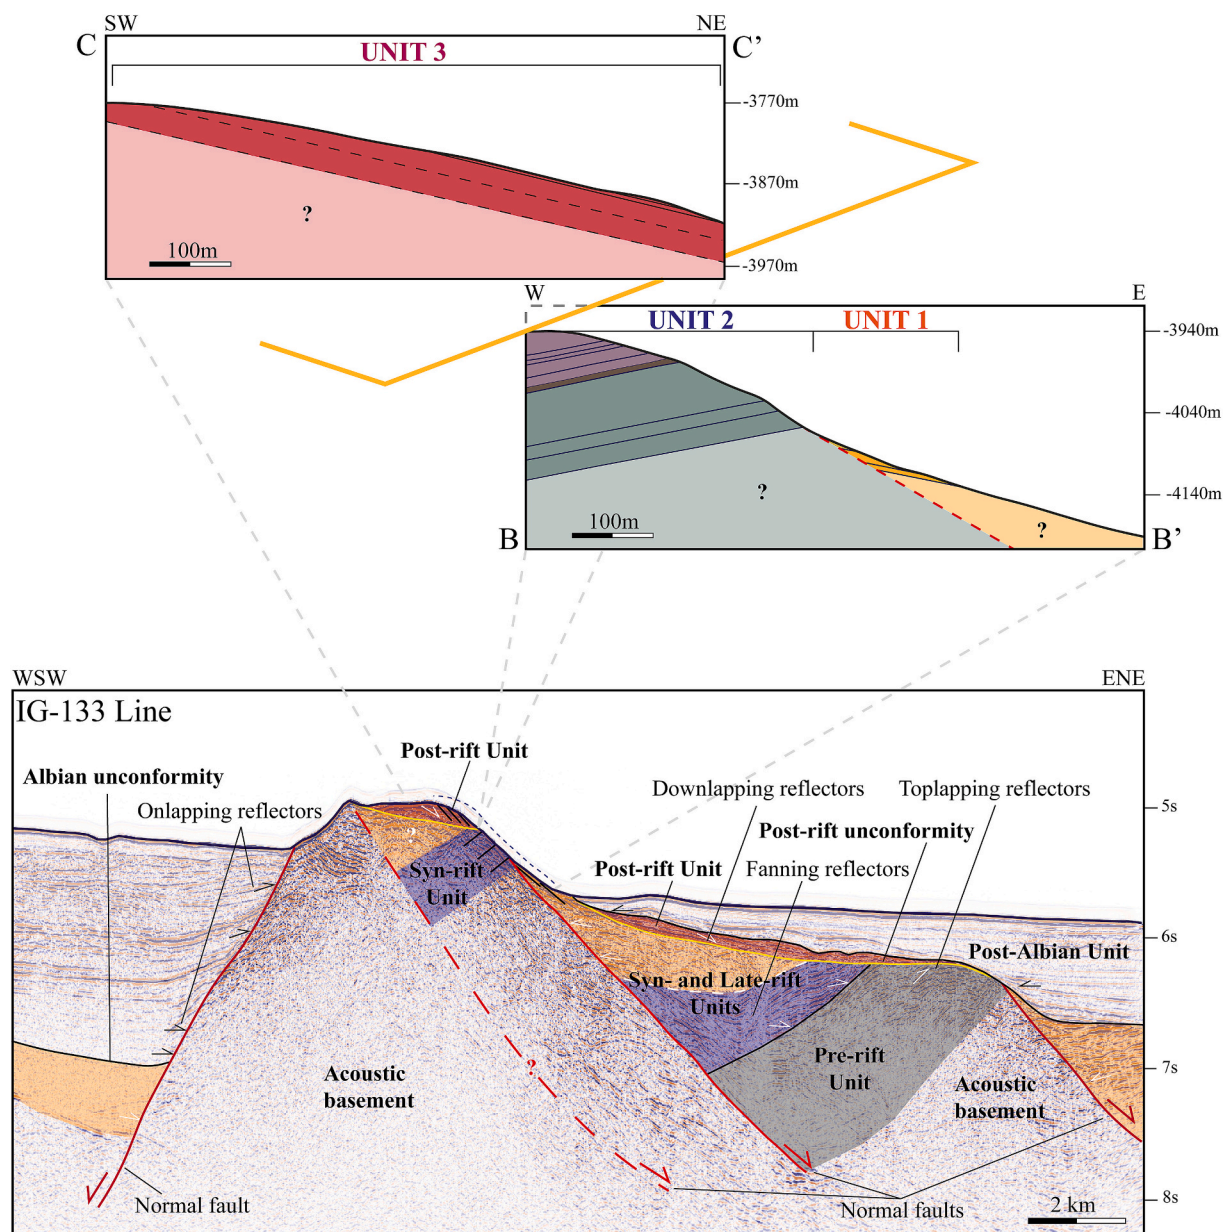 SW
NE
C
C'
UNIT 3
-3770m
-3870m
?
100m
-3970m
W
E
UNIT 2
UNIT 1
-3940m
-4040m
?
-4140m
?
100m
B
B'
WSW
ENE
IG-133 Line
Post-rift Unit
Albian unconformity
Onlapping reflectors
Downlapping reflectors
Toplapping reflectors
5s
Post-rift unconformity
?
Syn-rift
Unit
Post-rift Unit
Fanning reflectors
6s
Post-Albian Unit
Syn- and Late-rift
Units
?
Pre-rift
Unit
7s
Acoustic
basement
Acoustic
basement
Normal fault
Normal faults
2 km
8s